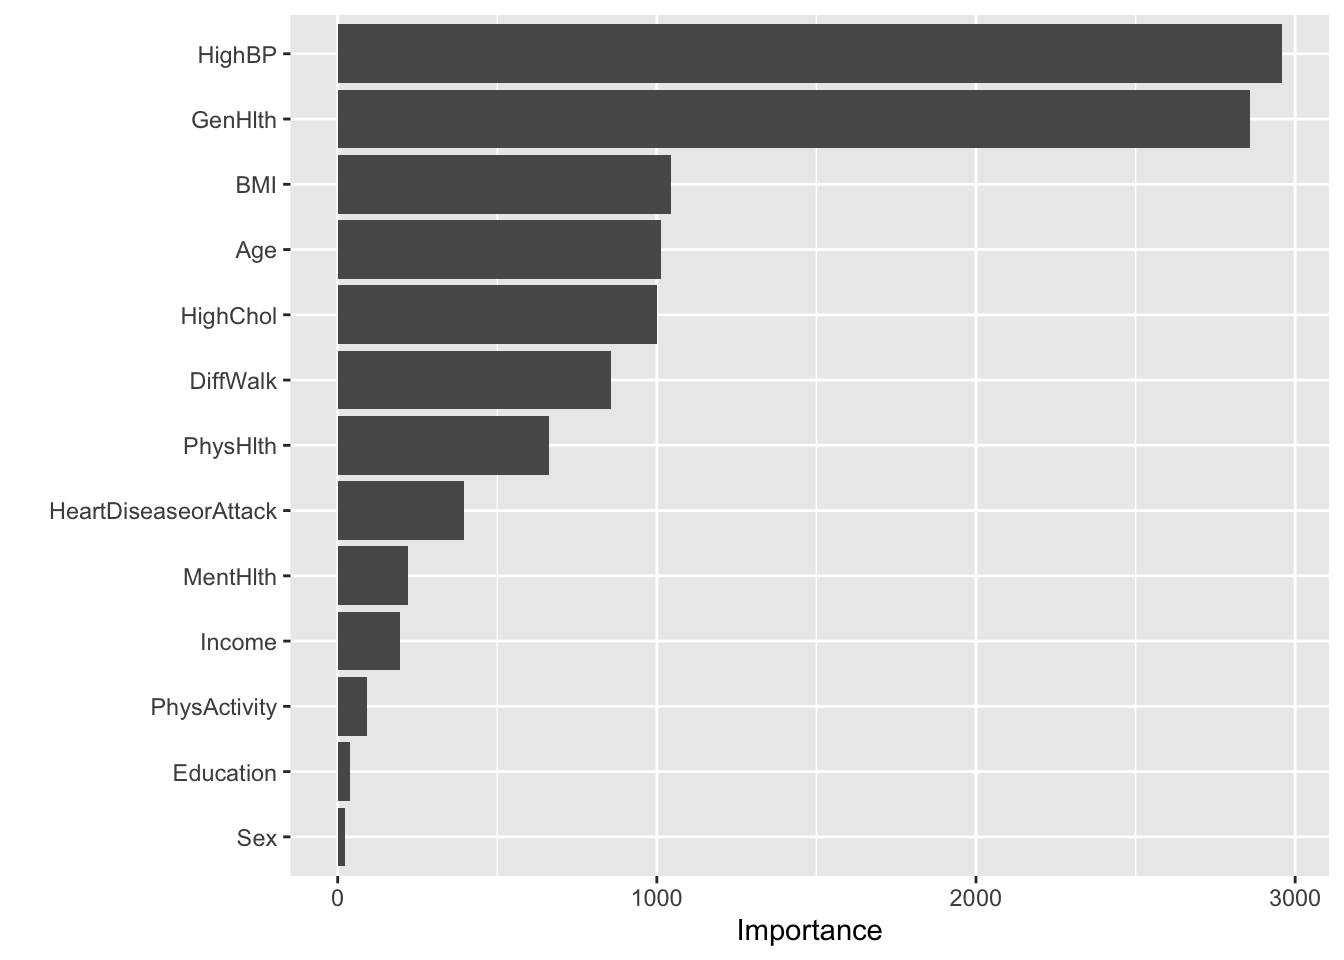 HighBP
GenHlth
BMI
Age
HighChol
DiffWalk
PhysHlth
HeartDiseaseorAttack
MentHlth
Income
PhysActivity
Education
Sex
0 1000 2000 3000
Importance